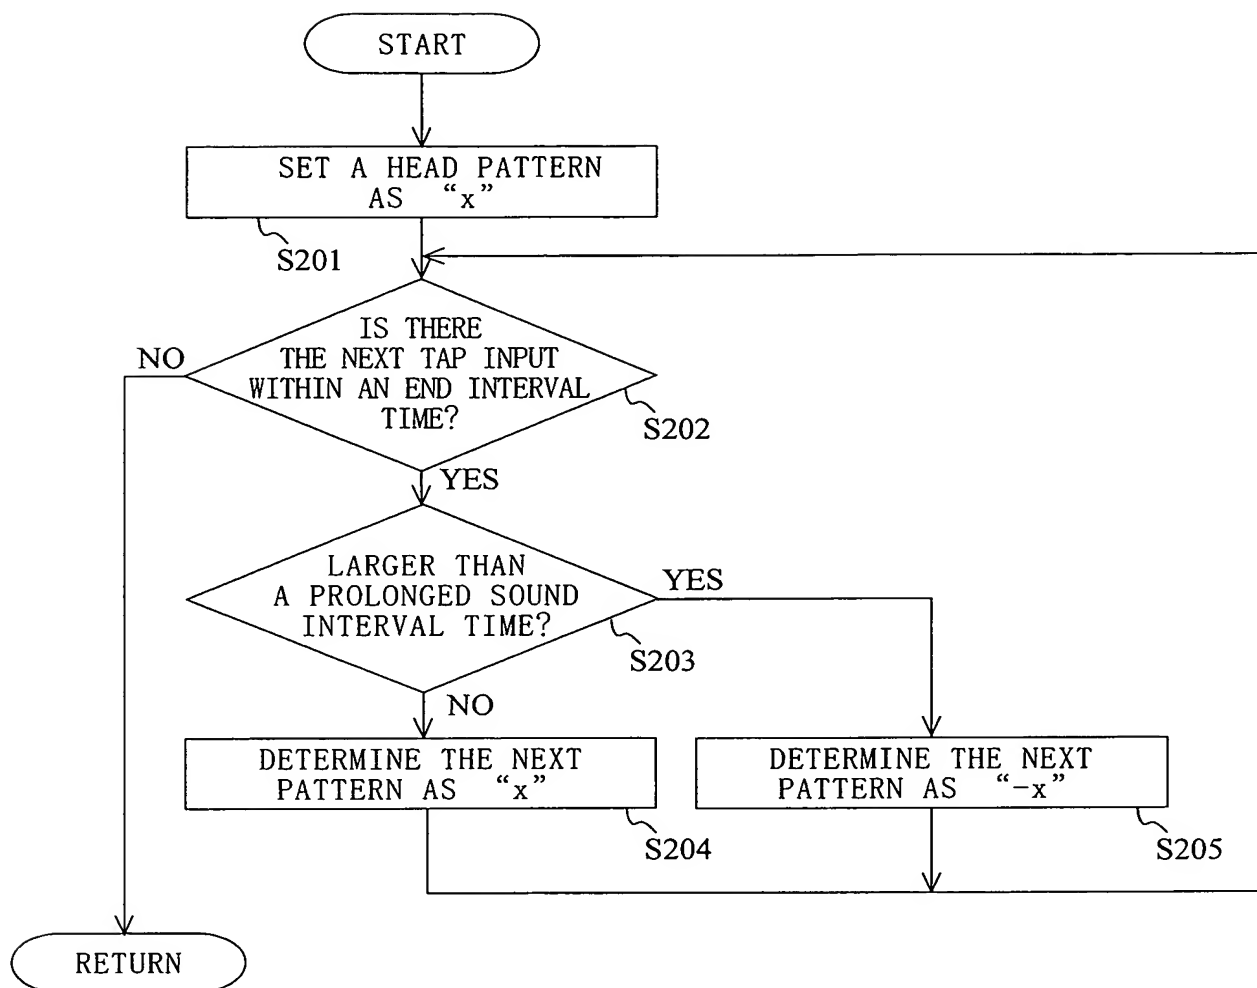 START
SET A HEAD PATTERN
AS “x”
S201
IS THERE
THE NEXT TAP INPUT
WITHIN AN END INTERVAL
TIME?
NO
S202
YES
LARGER THAN
A PROLONGED SOUND
INTERVAL TIME?
YES
S203
NO
DETERMINE THE NEXT
PATTERN AS “x”
S204
DETERMINE THE NEXT
PATTERN AS “-x”
S205
RETURN